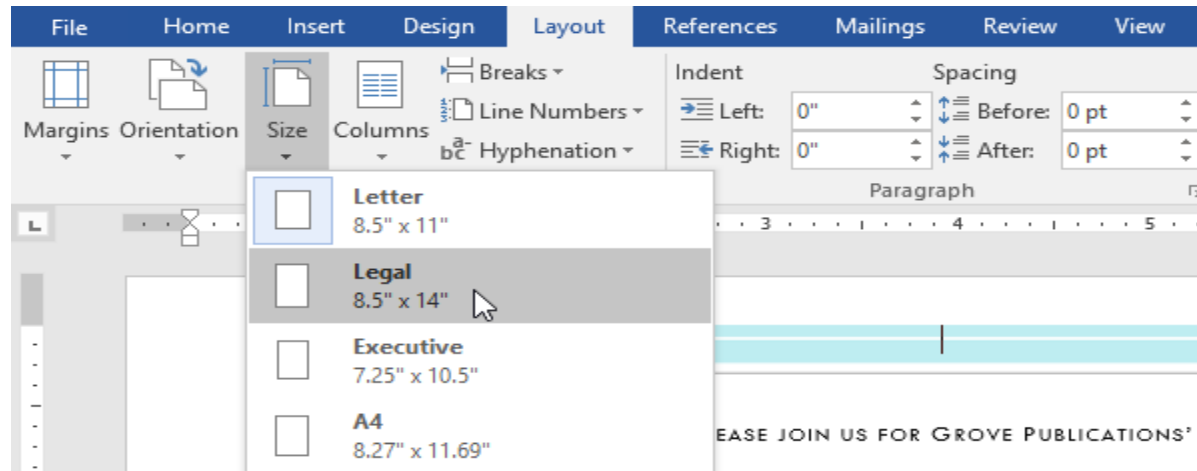 File Home Insert Design Layout References Mailings Review View
Breaks Indent Spacing
Line Numbers Left: 0" Before: 0 pt
Margins Orientation Size Columns
Hyphenation Right: 0" After: 0 pt
Paragraph
Letter
8.5" x 11"
3 4 5
Legal
8.5" x 14"
Executive
7.25" x 10.5"
A4
8.27" x 11.69"
EASE JOIN US FOR GROVE PUBLICATIONS'